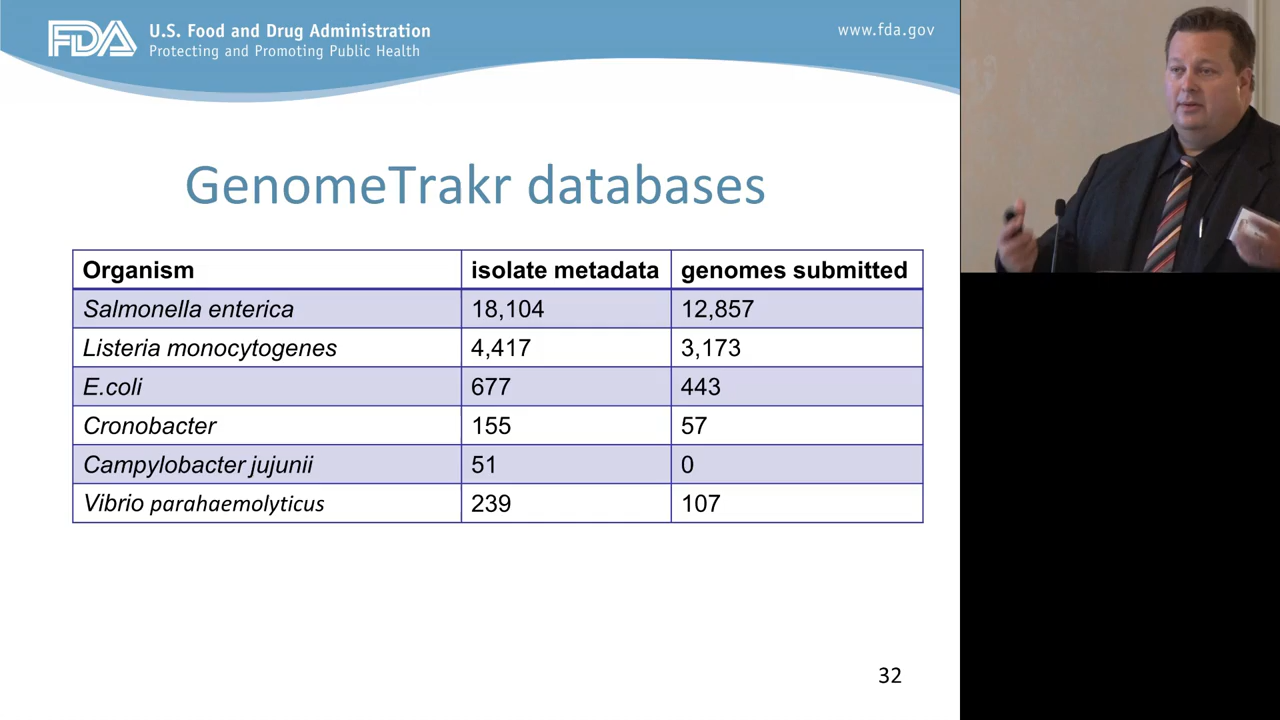 FDA
U.S. Food and Drug Administration
Protecting and Promoting Public Health
www.fda.gov
GenomeTrakr databases
Organism isolate metadata genomes submitted
Salmonella enterica 18,104 12,857
Listeria monocytogenes 4,417 3,173
E.coli 677 443
Cronobacter 155 57
Campylobacter jujunii 51 0
Vibrio parahaemolyticus 239 107
32